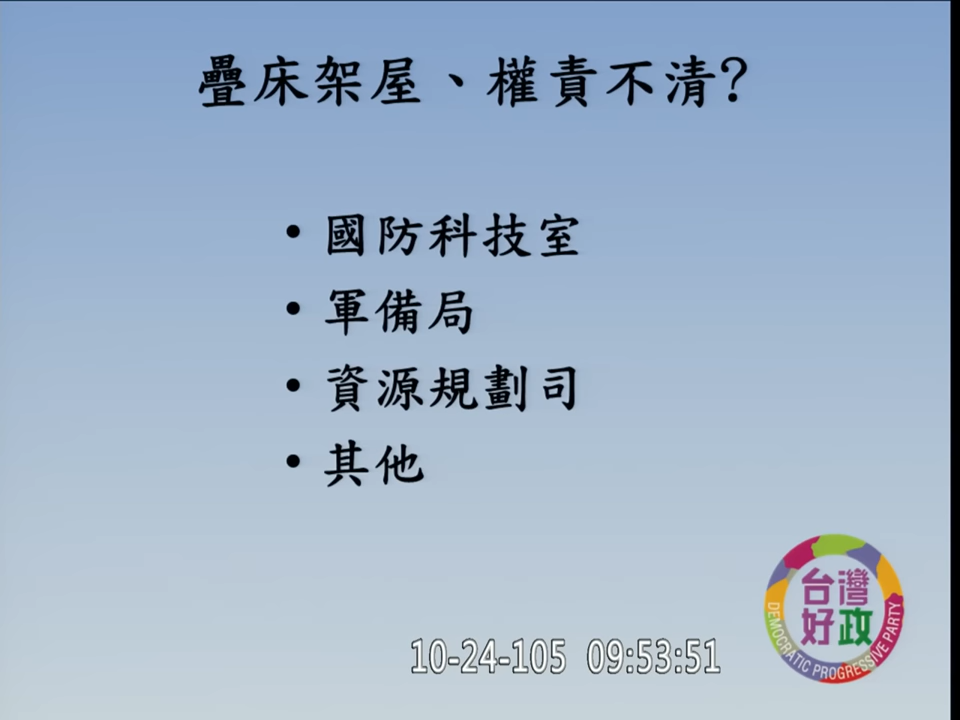 疊床架屋、權責不清?
• 國防科技室
• 軍備局
• 資源規劃司
• 其他
台灣
好政
DEMOCRATIC PROGRESSIVE PARTY
10-24-105 09:53:51